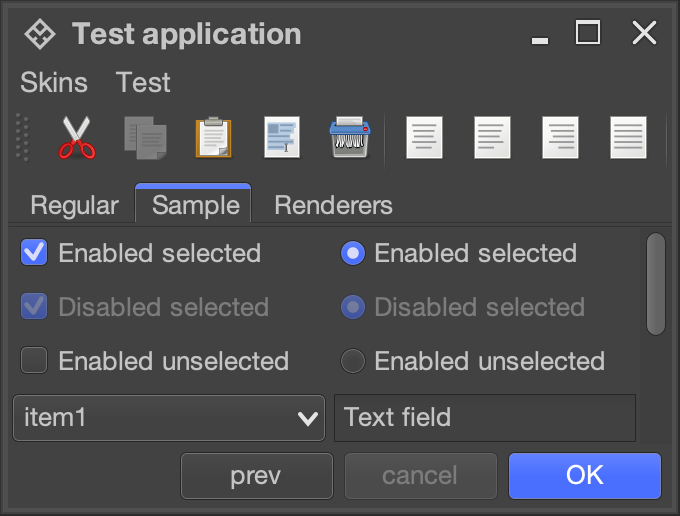 Test application
Skins Test
Regular Sample Renderers
Enabled selected Enabled selected
Disabled selected Disabled selected
Enabled unselected Enabled unselected
item1 Text field
prev cancel OK